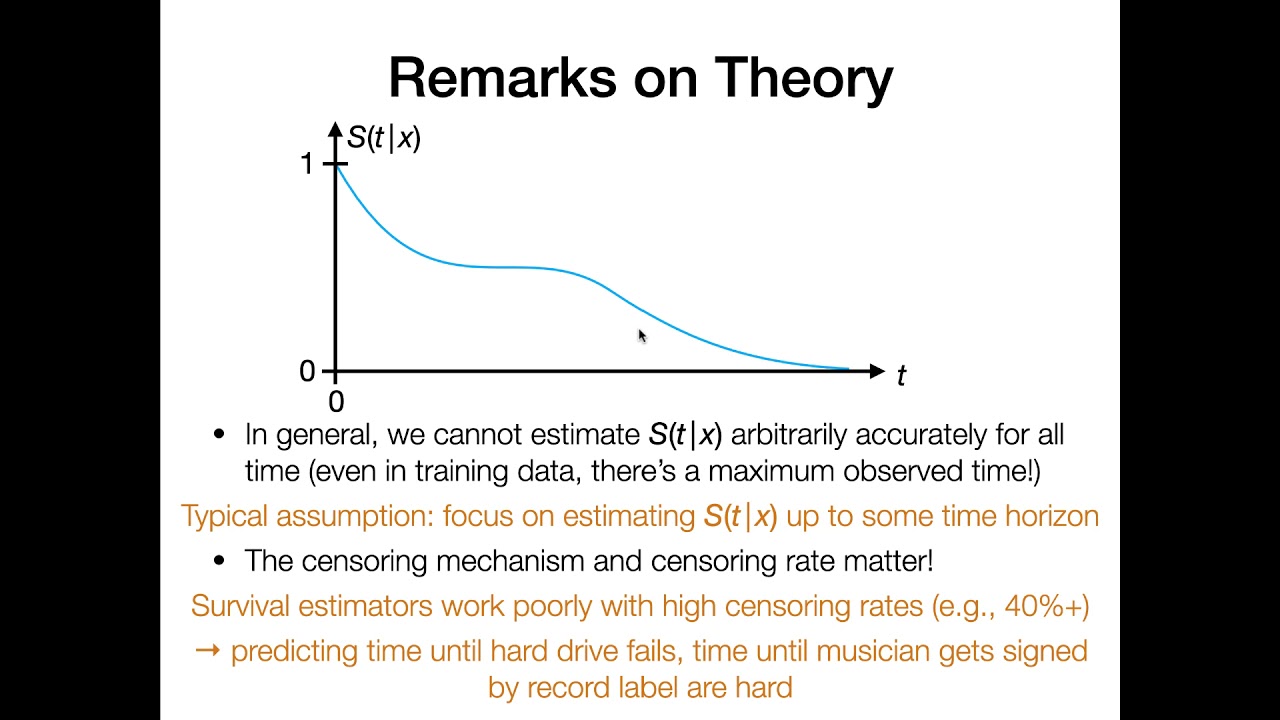 Remarks on Theory
S(t|x)
1
0
t
0
• In general, we cannot estimate S(t|x) arbitrarily accurately for all
time (even in training data, there's a maximum observed time!)
Typical assumption: focus on estimating S(t|x) up to some time horizon
• The censoring mechanism and censoring rate matter!
Survival estimators work poorly with high censoring rates (e.g., 40%+)
→ predicting time until hard drive fails, time until musician gets signed
by record label are hard